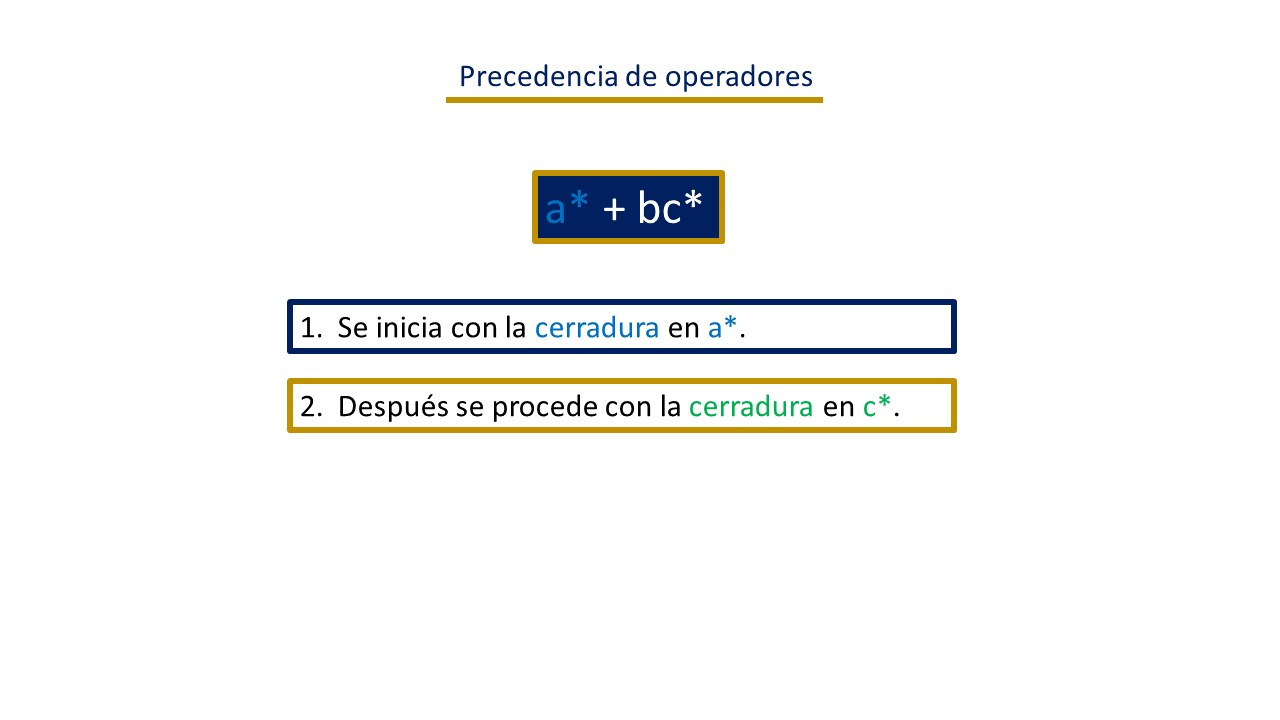 Precedencia de operadores
a* + bc*
1. Se inicia con la cerradura en a*.
2. Después se procede con la cerradura en c*.